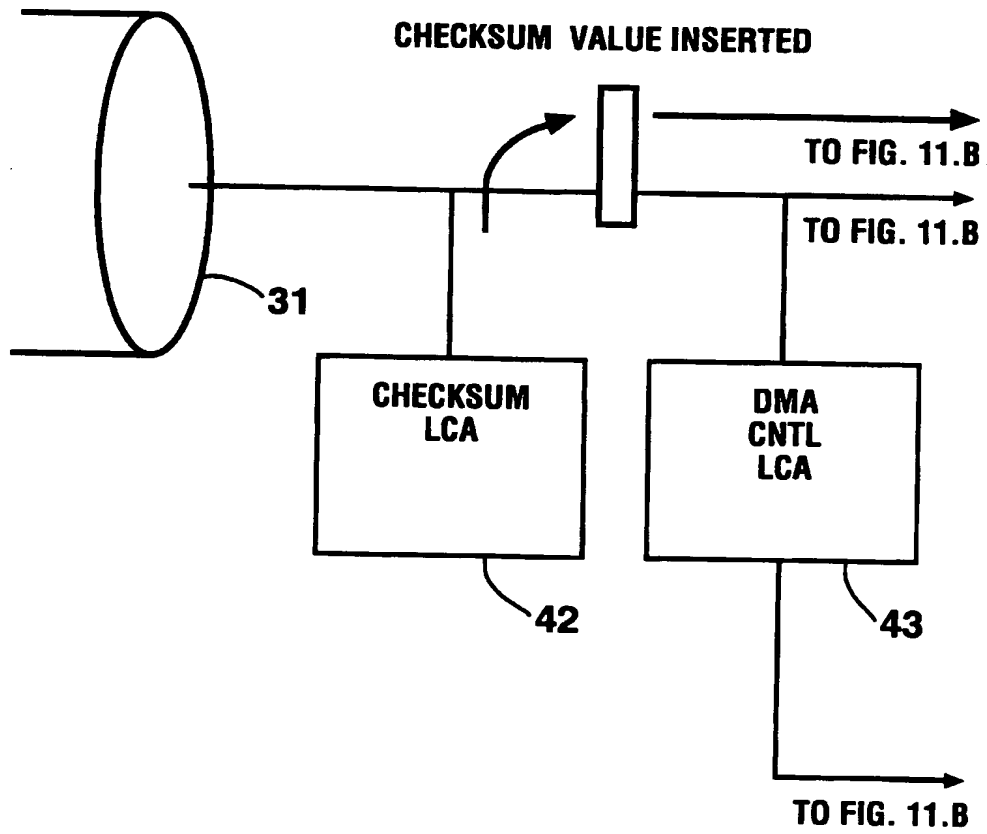 CHECKSUM VALUE INSERTED
TO FIG. 11.B
TO FIG. 11.B
31
CHECKSUM
LCA
DMA
CNTL
LCA
42
43
TO FIG. 11.B